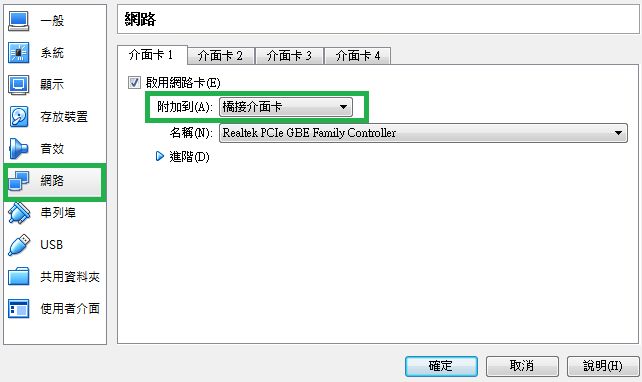 一般
系統
顯示
存放裝置
音效
網路
串列埠
USB
共用資料夾
使用者介面
網路
介面卡 1 介面卡 2 介面卡 3 介面卡 4
啟用網路卡(E)
附加到(A): 橋接介面卡
名稱(N): Realtek PCIe GBE Family Controller
進階(D)
確定 取消 說明(H)